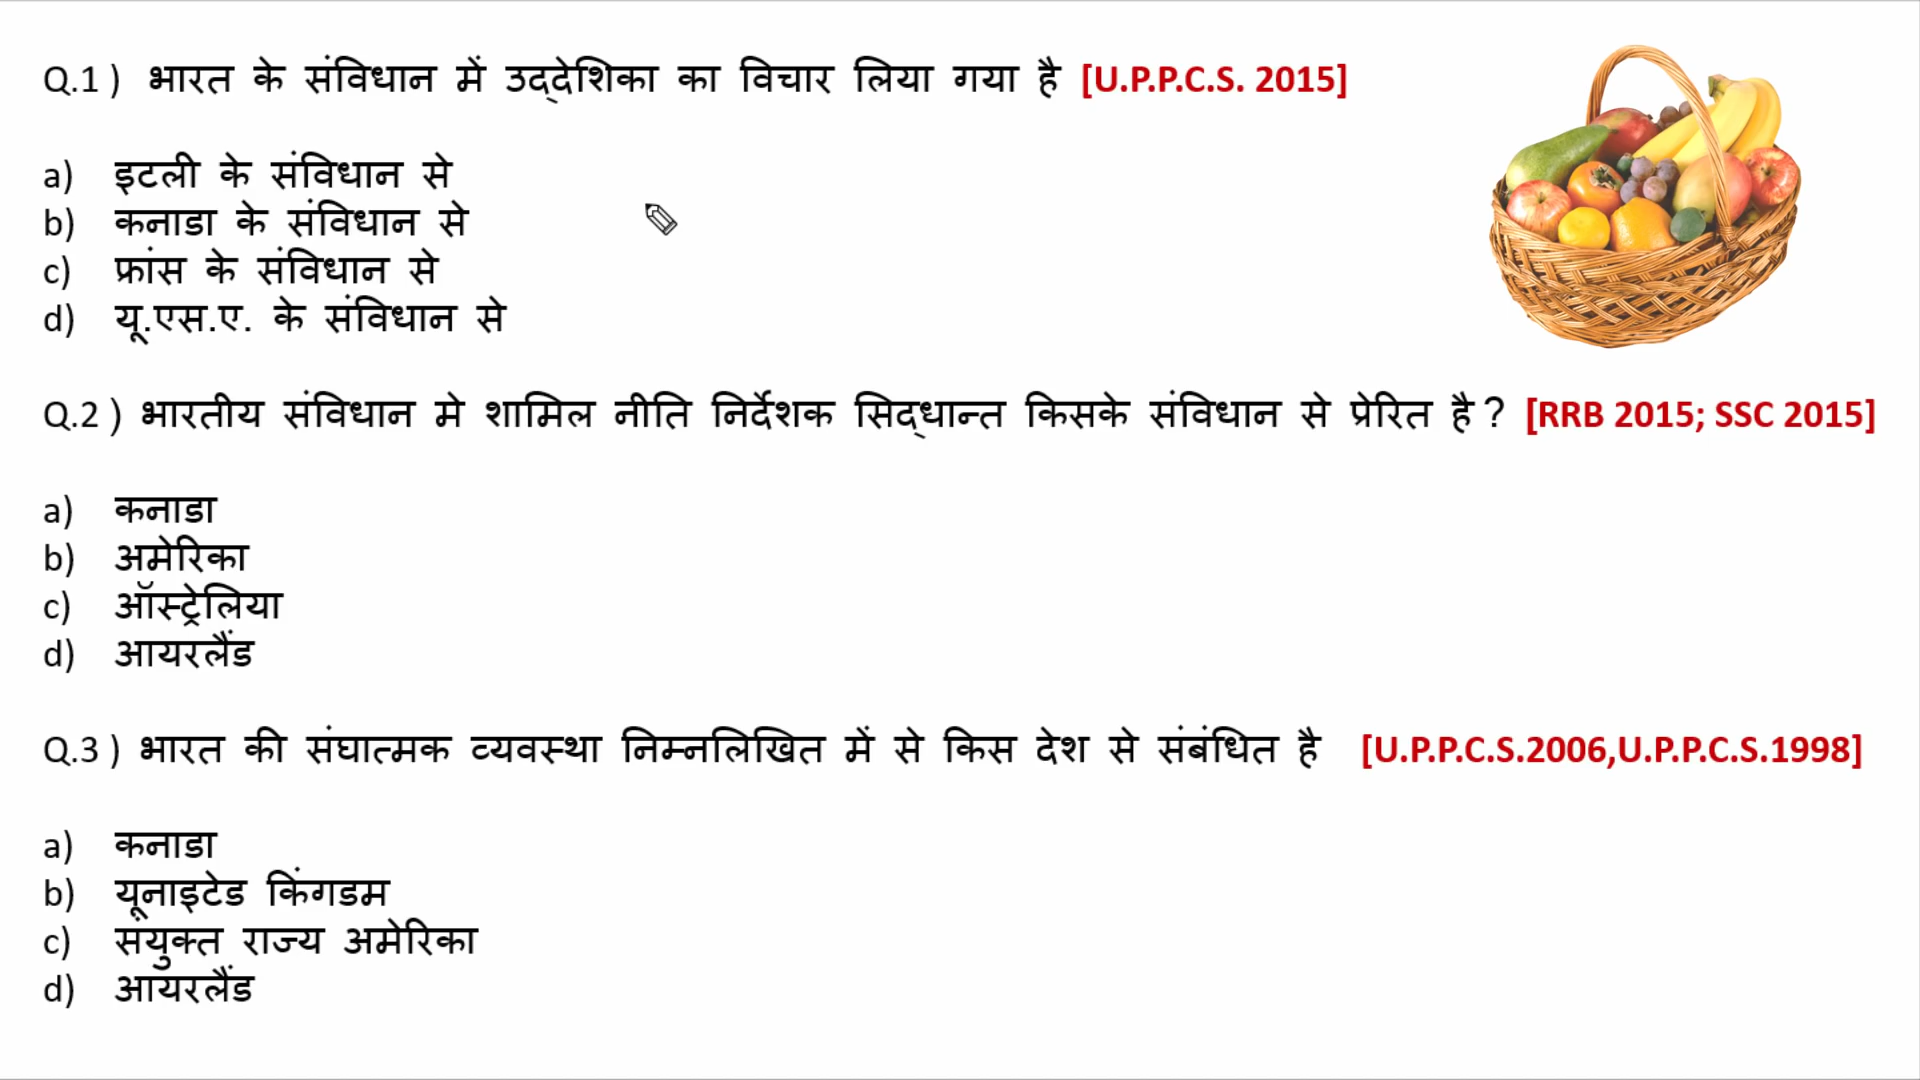 Q.1 ) भारत के संविधान में उद्देशिका का विचार लिया गया है [U.P.P.C.S. 2015]
a) इटली के संविधान से
b) कनाडा के संविधान से
c) फ्रांस के संविधान से
d) यू.एस.ए. के संविधान से
Q.2 ) भारतीय संविधान मे शामिल नीति निर्देशक सिद्धान्त किसके संविधान से प्रेरित है ? [RRB 2015; SSC 2015]
a) कनाडा
b) अमेरिका
c) ऑस्ट्रेलिया
d) आयरलैंड
Q.3 ) भारत की संघात्मक व्यवस्था निम्नलिखित में से किस देश से संबंधित है [U.P.P.C.S.2006,U.P.P.C.S.1998]
a) कनाडा
b) यूनाइटेड किंगडम
c) संयुक्त राज्य अमेरिका
d) आयरलैंड